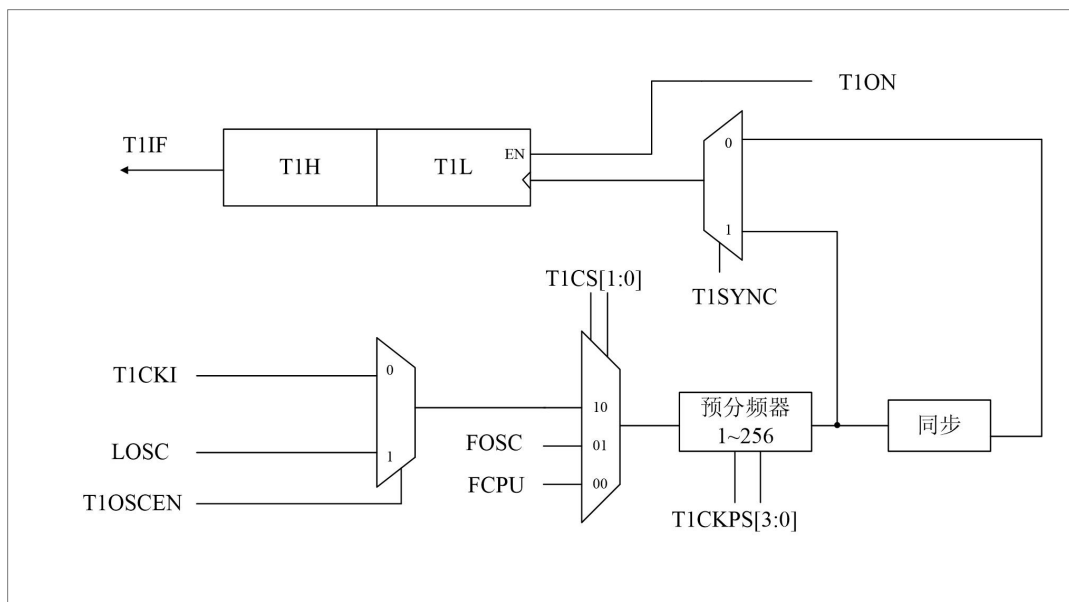 T1ON
T1IF
T1H
T1L
EN
0
1
T1SYNC
T1CS[1:0]
T1CKI
0
LOSC
1
T1OSCEN
10
FOSC
01
FCPU
00
预分频器
1~256
T1CKPS[3:0]
同步